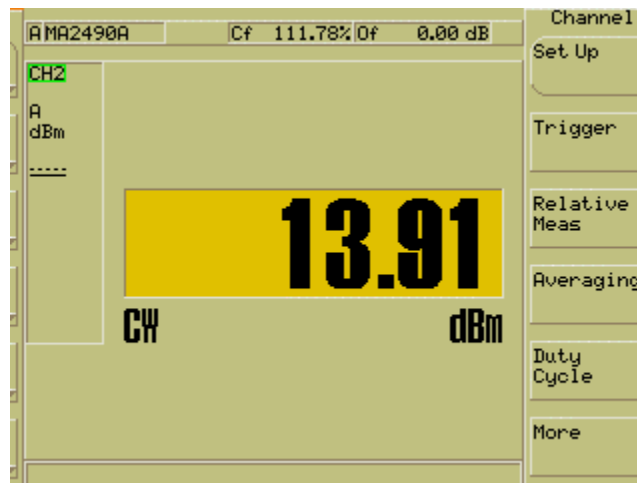 A MA2490A Cf 111.78% Of 0.00 dB
CH2
A
dBm
-----
13.91
CW dBm
Channel
Set Up
Trigger
Relative
Meas
Averaging
Duty
Cycle
More